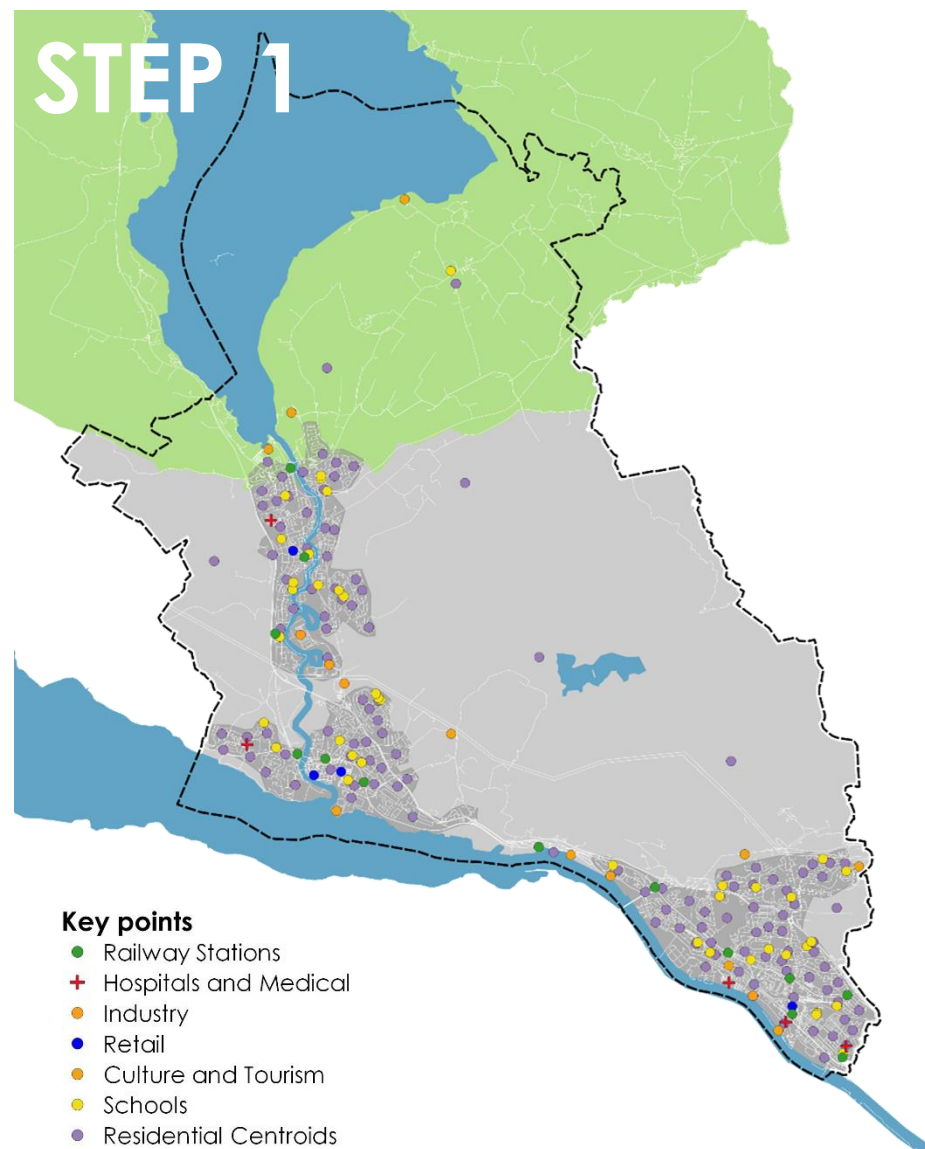 STEP 1
Key points
Railway Stations
Hospitals and Medical
Industry
Retail
Culture and Tourism
Schools
Residential Centroids